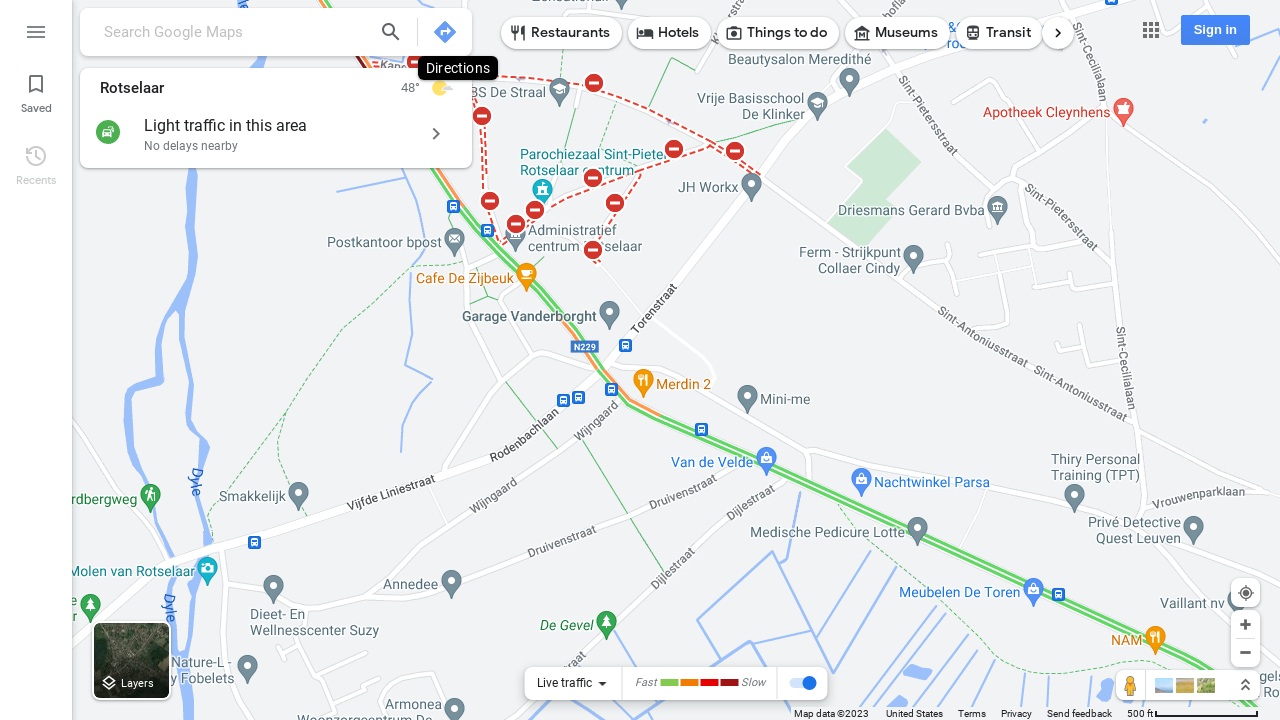 Search Google Maps
Directions
Restaurants
Hotels
Things to do
Museums
Transit
Sign in
Saved
Recents
Rotselaar
48°
Light traffic in this area
No delays nearby
Beautysalon Meredithé
BS De Straal
Vrije Basisschool
De Klinker
Apotheek Cleynhens
Sint-Pietersstraat
Sint-Cecilialaan
Parochiezaal Sint-Pieter
Rotselaar centrum
JH Workx
Driesmans Gerard Bvba
Sint-Pietersstraat
Administratief
centrum Rotselaar
Postkantoor bpost
Ferm - Strijkpunt
Collaer Cindy
Cafe De Zijbeuk
Garage Vanderborght
Torenstraat
N229
Sint-Antoniusstraat
Sint-Antoniusstraat
Sint-Cecilialaan
Merdin 2
Mini-me
Rodenbachlaan
Wijngaard
Van de Velde
Nachtwinkel Parsa
Thiry Personal
Training (TPT)
Vrouwenparklaan
Dyle
rdbergweg
Smakkelijk
Vijfde Liniestraat
Wijngaard
Druivenstraat
Dijlestraat
Medische Pedicure Lotte
Privé Detective
Quest Leuven
Druivenstraat
Molen van Rotselaar
Annedee
Dijlestraat
Meubelen De Toren
Vaillant nv
Dyle
Dieet- En
Wellnesscenter Suzy
De Gevel
NAM
Nature-L-
y Fobelets
Layers
Armonea
Woonzorgcentrum De
Live traffic
Fast
Slow
Map data ©2023
United States
Terms
Privacy
Send feedback
500 ft